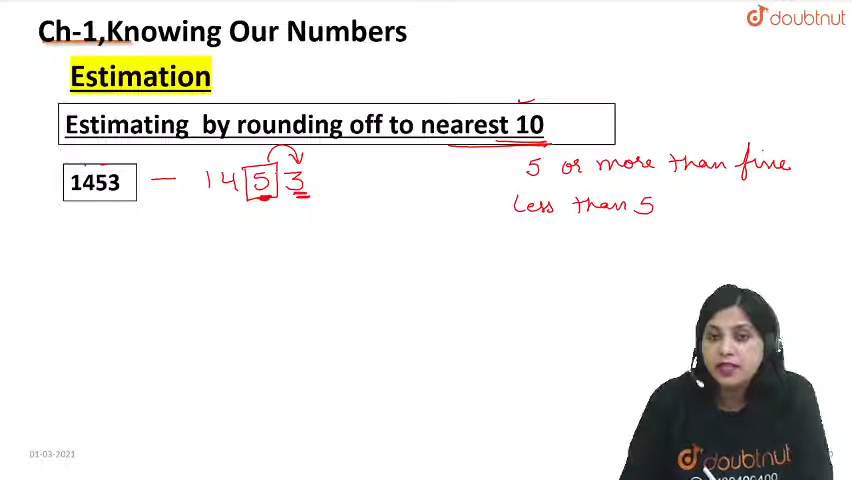 doubtnut
Ch-1,Knowing Our Numbers
Estimation
Estimating by rounding off to nearest 10
1453 — 14 5 3
5 or more than five
less than 5
01-03-2021
doubtnut